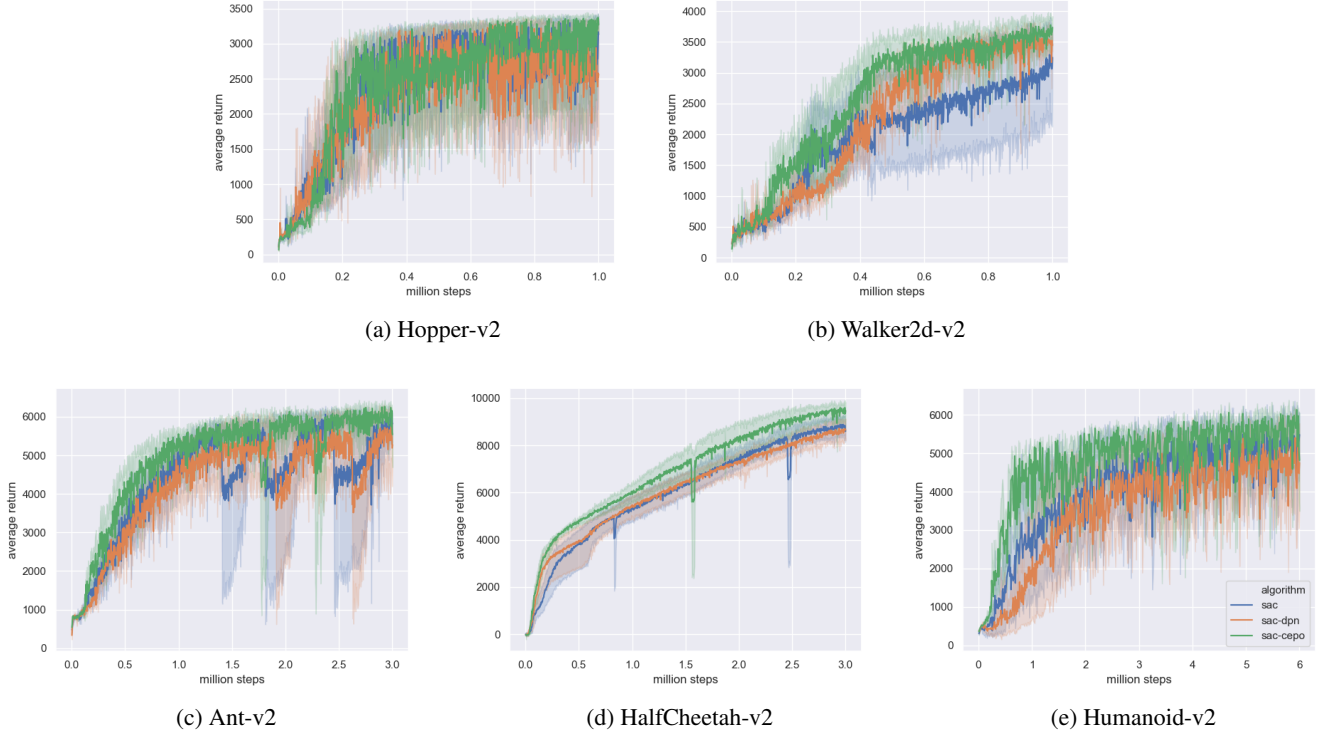 3500
3000
2500
2000
1500
1000
500
0
average return
0.0 0.2 0.4 0.6 0.8 1.0
million steps
(a) Hopper-v2
4000
3500
3000
2500
2000
1500
1000
500
0
average return
0.0 0.2 0.4 0.6 0.8 1.0
million steps
(b) Walker2d-v2
6000
5000
4000
3000
2000
1000
0
average return
0.0 0.5 1.0 1.5 2.0 2.5 3.0
million steps
(c) Ant-v2
10000
8000
6000
4000
2000
0
average return
0.0 0.5 1.0 1.5 2.0 2.5 3.0
million steps
(d) HalfCheetah-v2
6000
5000
4000
3000
2000
1000
0
average return
algorithm
sac
sac-dpn
sac-cepo
0 1 2 3 4 5 6
million steps
(e) Humanoid-v2